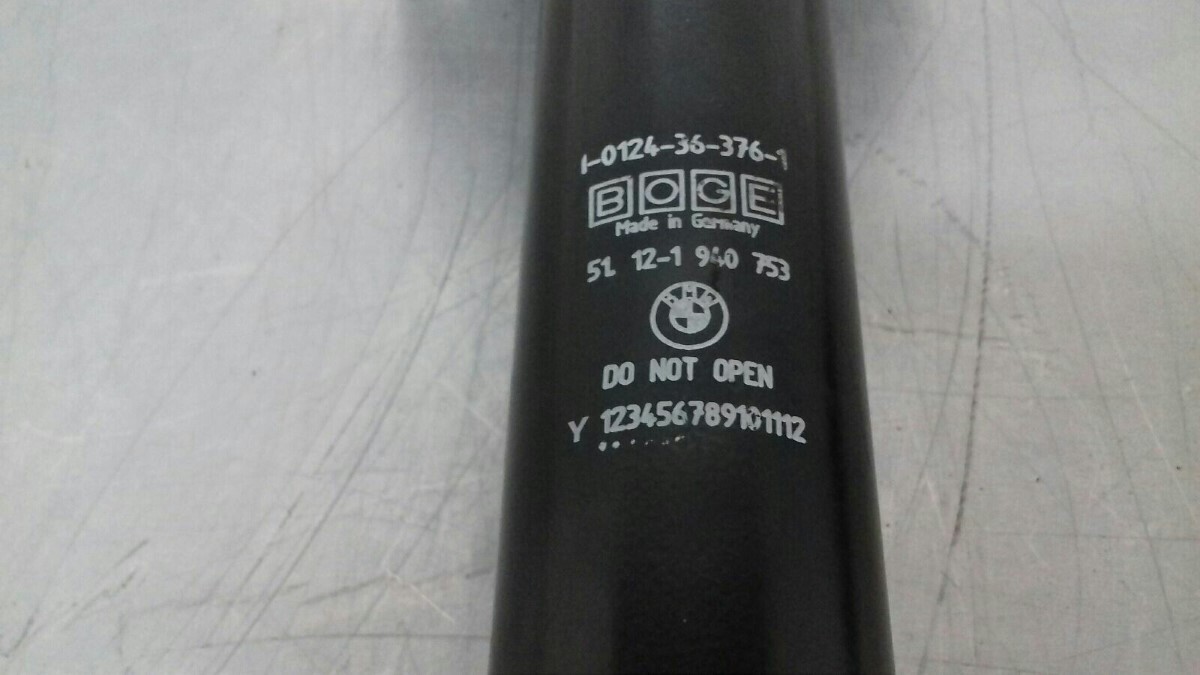 1-0124-36-376-1
BOGE
Made in Germany
51. 12-1 940 753
BMW
DO NOT OPEN
Y 123456789101112